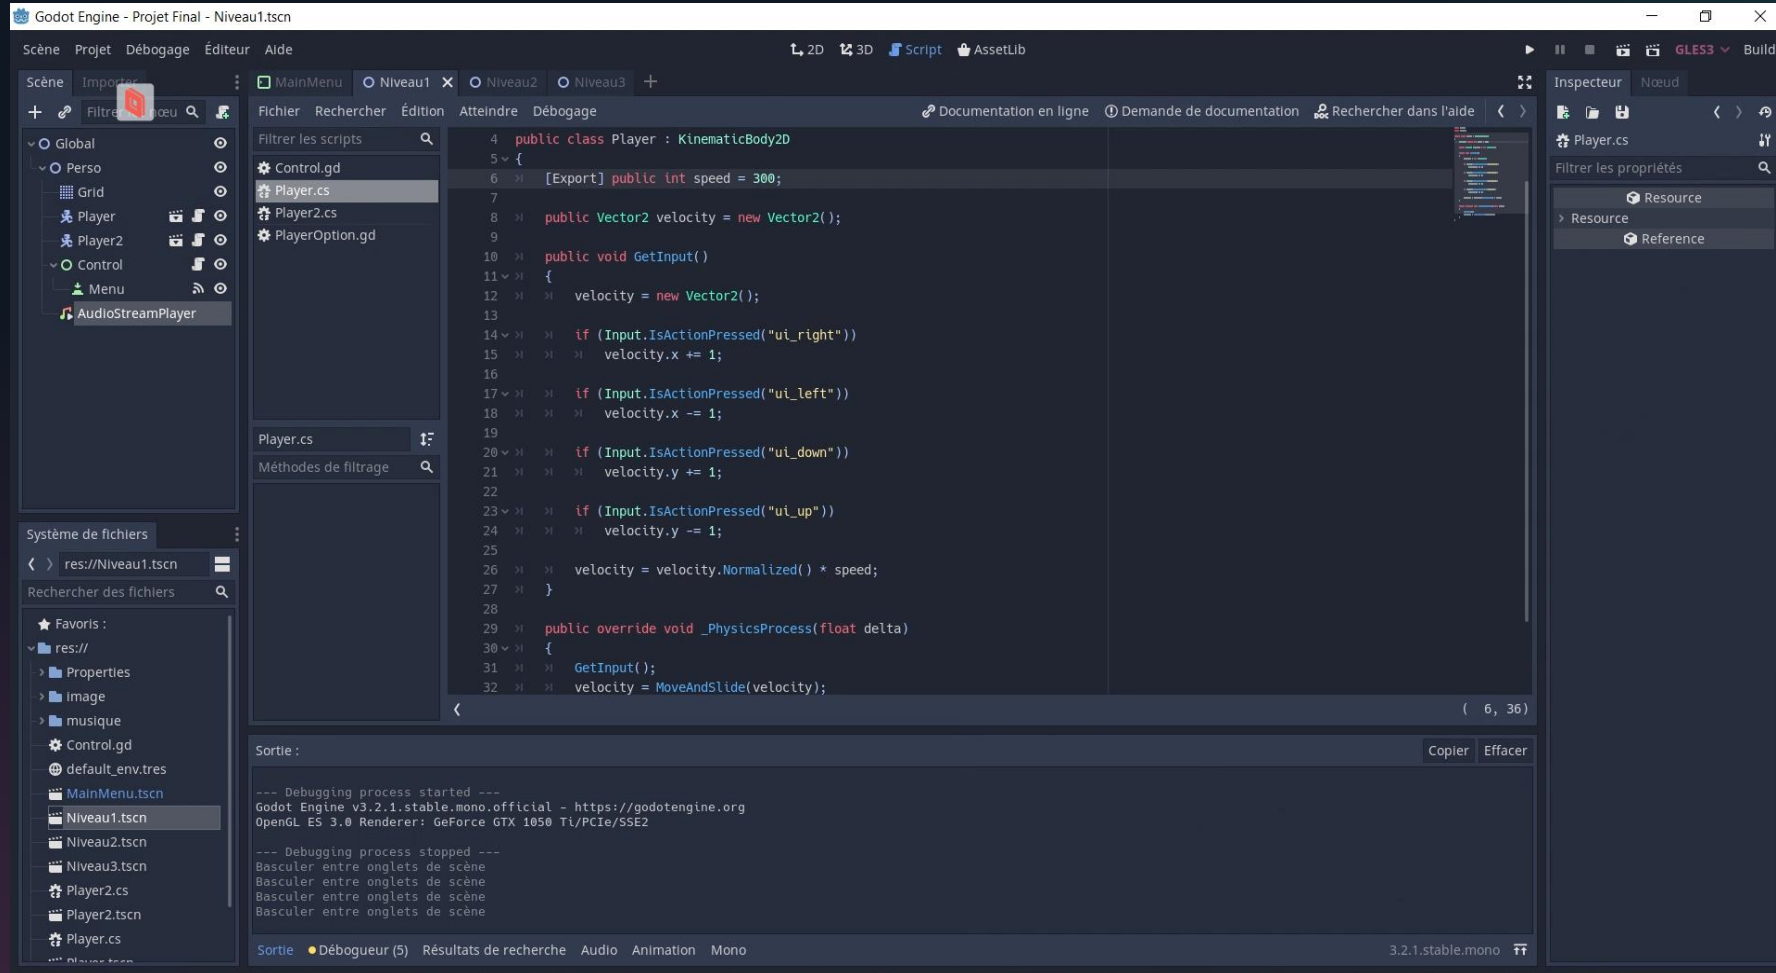 Godot Engine - Projet Final - Niveau1.tscn
Scène Projet Débogage Éditeur Aide
2D 3D Script AssetLib
GLES3 Build
Scène Importer
Filtrer nœu
Global
Perso
Grid
Player
Player2
Control
Menu
AudioStreamPlayer
Système de fichiers
res://Niveau1.tscn
Rechercher des fichiers
Favoris :
res://
Properties
image
musique
Control.gd
default_env.tres
MainMenu.tscn
Niveau1.tscn
Niveau2.tscn
Niveau3.tscn
Player2.cs
Player2.tscn
Player.cs
Player.tscn
MainMenu Niveau1 Niveau2 Niveau3
Fichier Rechercher Édition Atteindre Débogage
Documentation en ligne Demande de documentation Rechercher dans l'aide
Filtrer les scripts
Control.gd
Player.cs
Player2.cs
PlayerOption.gd
Player.cs
Méthodes de filtrage
4 public class Player : KinematicBody2D
5 {
6 [Export] public int speed = 300;
7
8 public Vector2 velocity = new Vector2();
9
10 public void GetInput()
11 {
12 velocity = new Vector2();
13
14 if (Input.IsActionPressed("ui_right"))
15 velocity.x += 1;
16
17 if (Input.IsActionPressed("ui_left"))
18 velocity.x -= 1;
19
20 if (Input.IsActionPressed("ui_down"))
21 velocity.y += 1;
22
23 if (Input.IsActionPressed("ui_up"))
24 velocity.y -= 1;
25
26 velocity = velocity.Normalized() * speed;
27 }
28
29 public override void _PhysicsProcess(float delta)
30 {
31 GetInput();
32 velocity = MoveAndSlide(velocity);
( 6, 36)
Sortie :
Copier Effacer
--- Debugging process started ---
Godot Engine v3.2.1.stable.mono.official - https://godotengine.org
OpenGL ES 3.0 Renderer: GeForce GTX 1050 Ti/PCIe/SSE2
--- Debugging process stopped ---
Basculer entre onglets de scène
Basculer entre onglets de scène
Basculer entre onglets de scène
Basculer entre onglets de scène
Sortie Débogueur (5) Résultats de recherche Audio Animation Mono
3.2.1.stable.mono
Inspecteur Nœud
Player.cs
Filtrer les propriétés
Resource
Resource
Reference